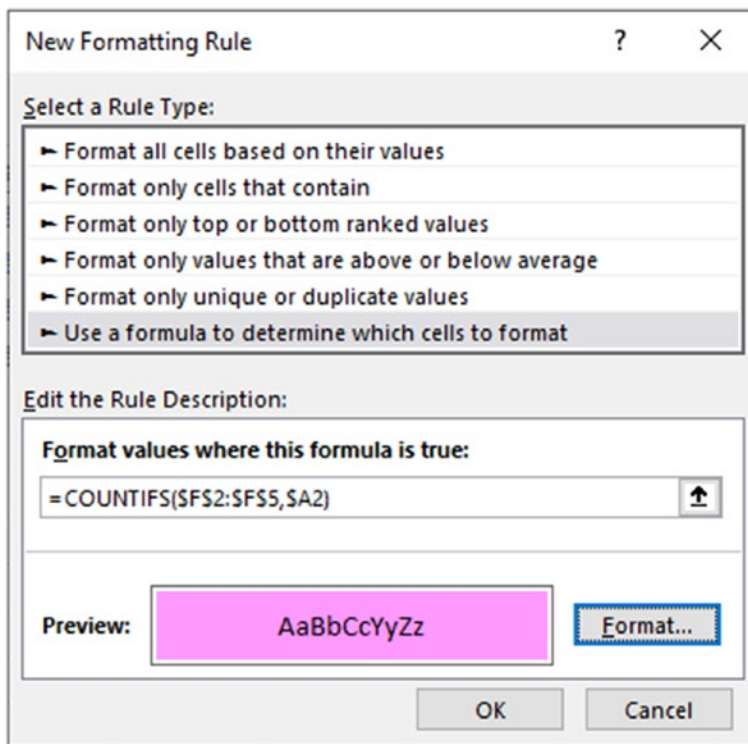 New Formatting Rule ? ×
Select a Rule Type:
► Format all cells based on their values
► Format only cells that contain
► Format only top or bottom ranked values
► Format only values that are above or below average
► Format only unique or duplicate values
► Use a formula to determine which cells to format
Edit the Rule Description:
Format values where this formula is true:
=COUNTIFS($F$2:$F$5,$A2)
Preview: AaBbCcYyZz Format...
OK Cancel